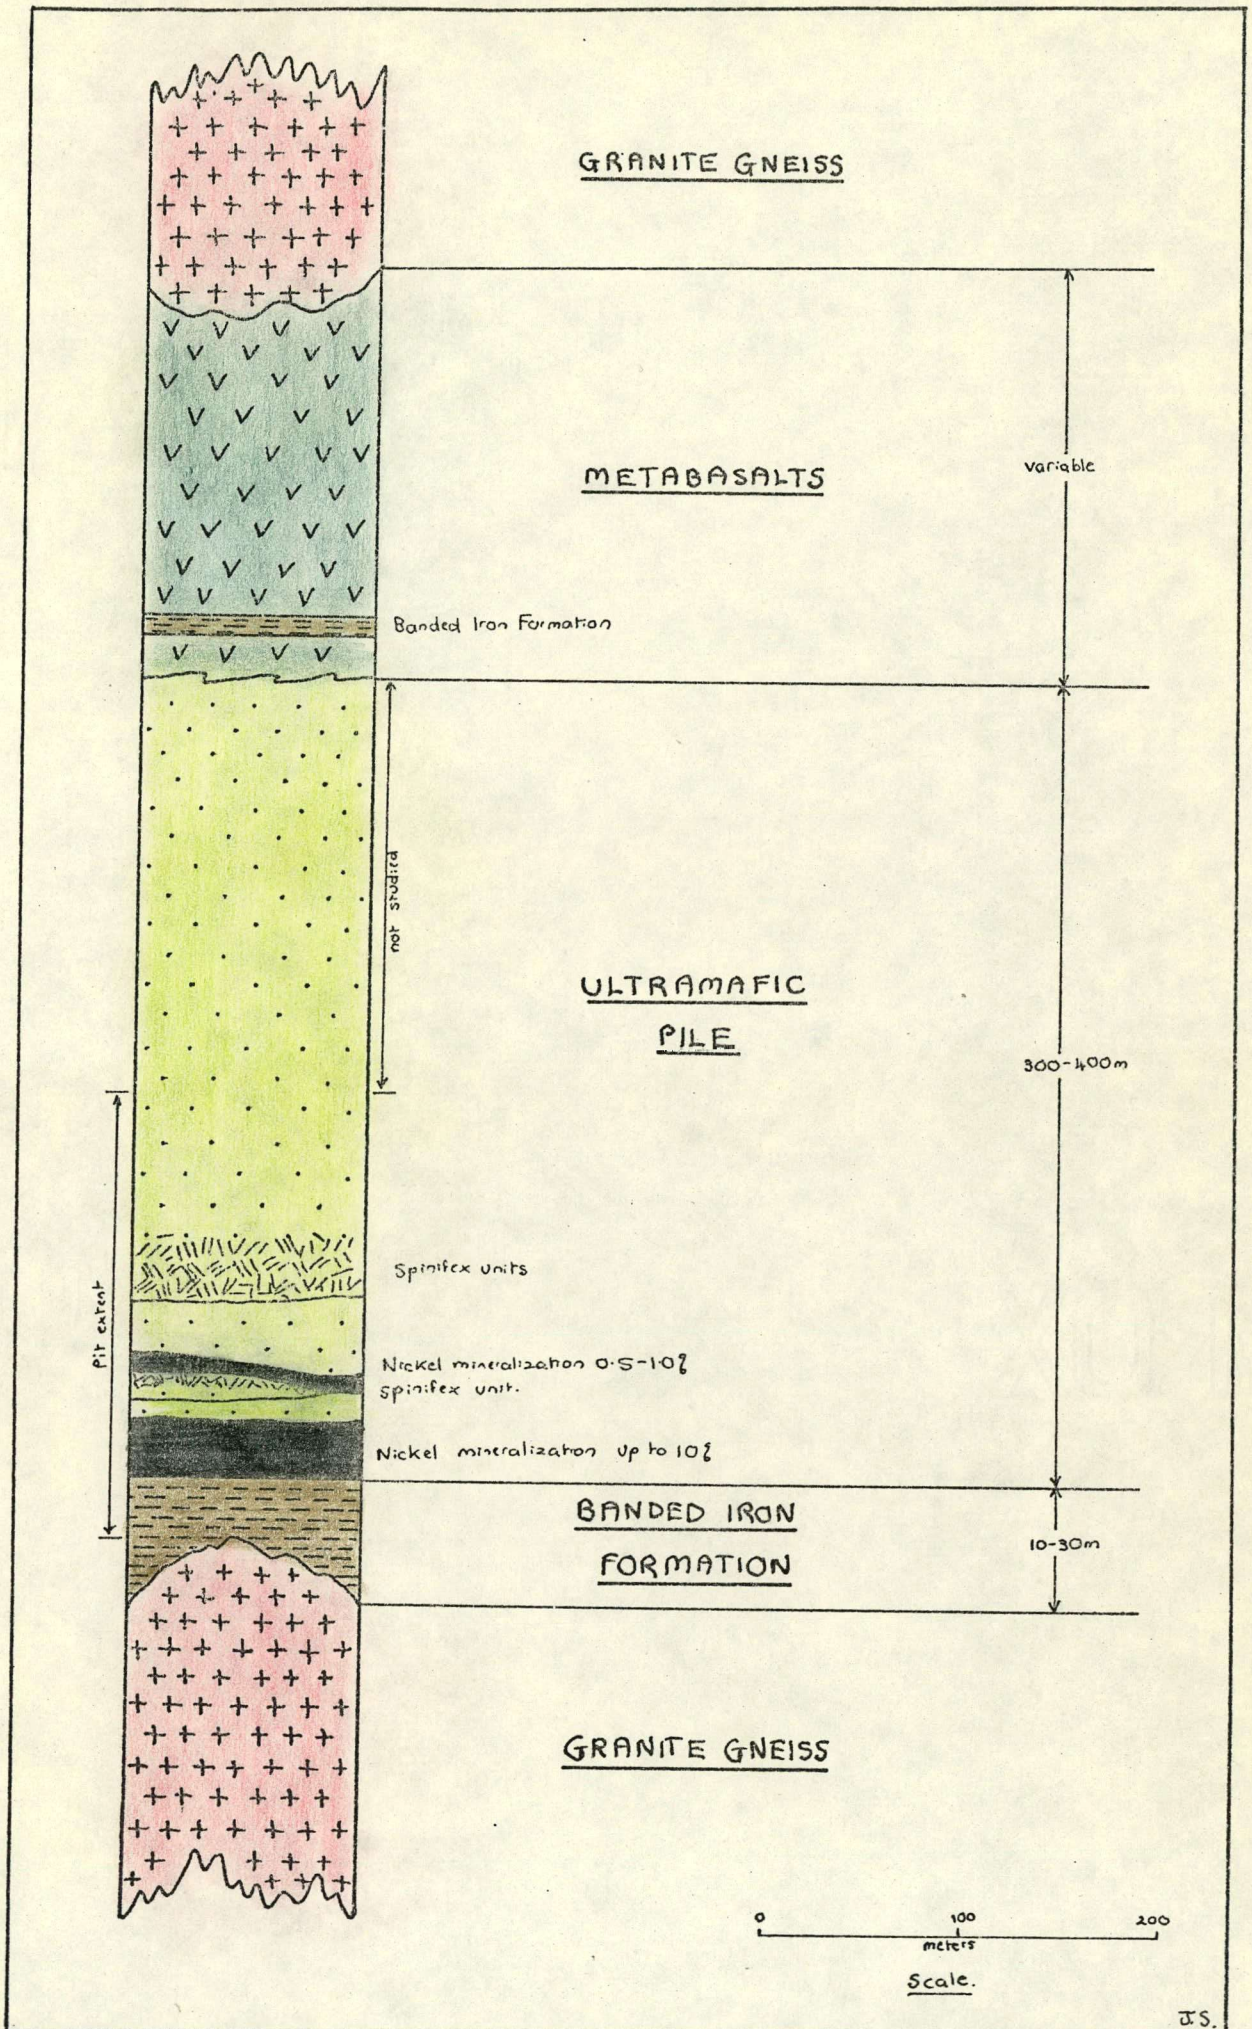 GRANITE GNEISS
METABASALTS
variable
Banded Iron Formation
not studied
ULTRAMAFIC
PILE
300-400m
Pit extent
Spinifex units
Nickel mineralization 0.5-1.0%
Spinifex unit.
Nickel mineralization up to 10%
BANDED IRON
FORMATION
10-30m
GRANITE GNEISS
0 100 200
meters
Scale.
J.S.